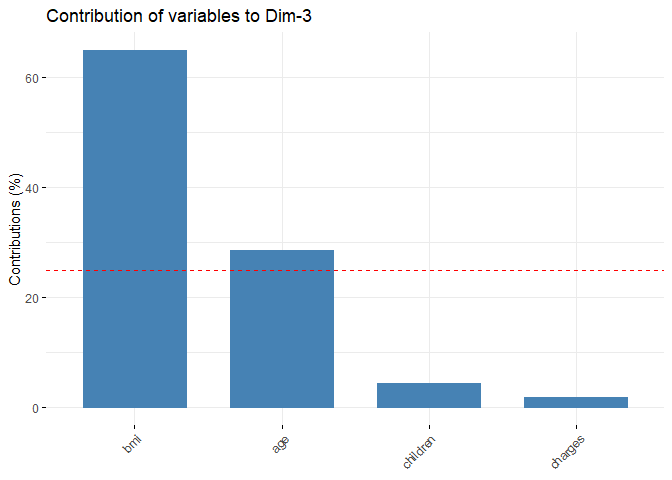 Contribution of variables to Dim-3
Contributions (%)
60
40
20
0
bmi
age
children
charges